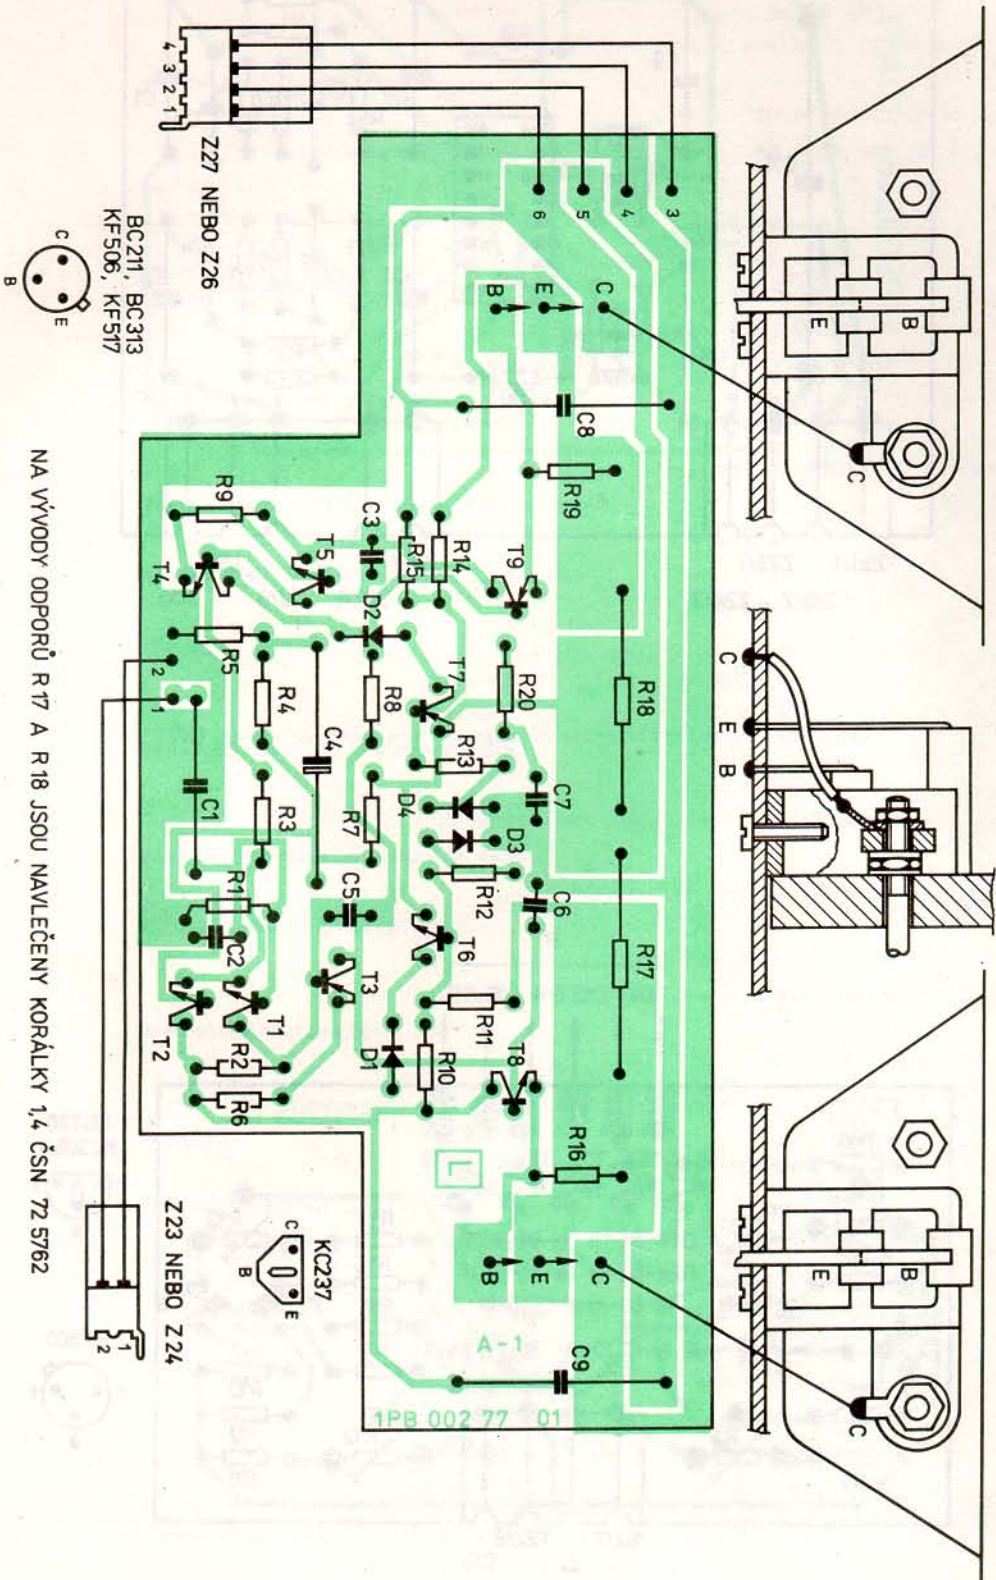 C
E
B
C
C
E
B
C
E
B
C
3
4
5
6
4 3 2 1
Z27 NEBO Z26
BC211, BC313
KF506, KF517
C
B
E
B
E
C
C8
R19
R9
T5
C3
R15
R14
T9
T4
D2
R5
2
1
R4
R8
T7
R20
R18
C4
R13
C1
R3
R7
D4
C7
D3
R12
R1
C5
C6
C2
T6
R17
T3
T1
R11
T2
R2
D1
R10
T8
R6
R16
L
B
E
C
KC237
C
B
E
A-1
C9
1PB 002 77 01
Z23 NEBO Z24
1
2
NA VÝVODY ODPORŮ R17 A R18 JSOU NAVLEČENY KORÁLKY 1,4 ČSN 72 5762